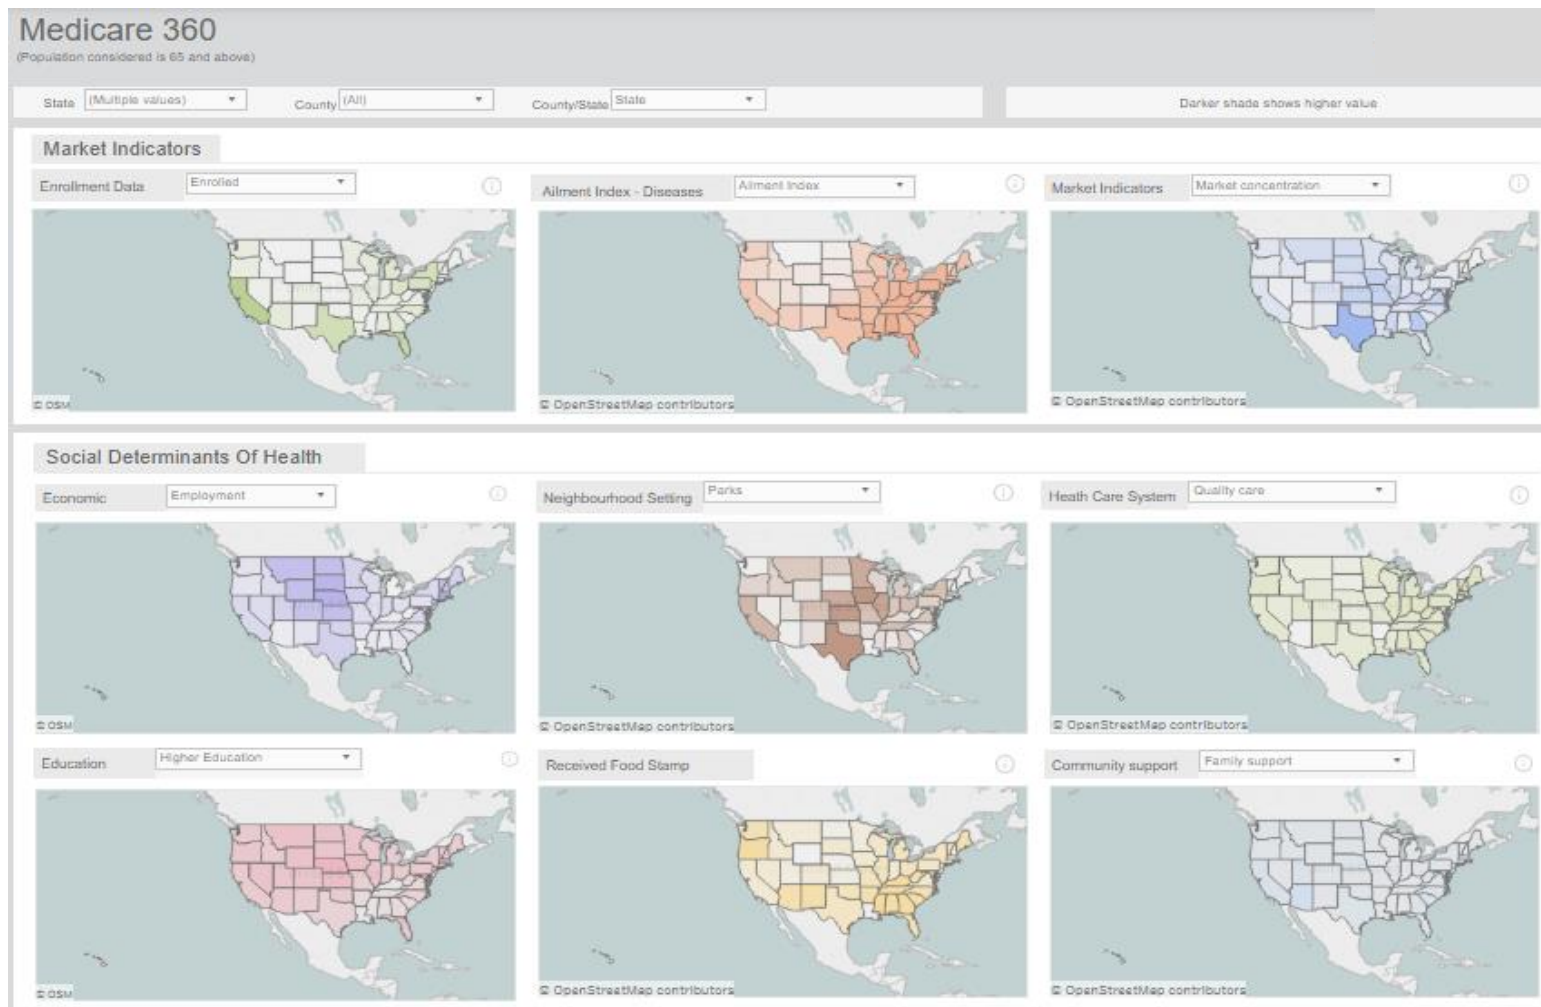 Medicare 360
(Population considered is 65 and above)
State (Multiple values) County (All) County/State State Darker shade shows higher value
Market Indicators
Enrollment Data Enrolled Ailment Index - Diseases Ailment Index Market Indicators Market concentration
© OSM © OpenStreetMap contributors © OpenStreetMap contributors
Social Determinants Of Health
Economic Employment Neighbourhood Setting Parks Heath Care System Quality care
© OSM © OpenStreetMap contributors © OpenStreetMap contributors
Education Higher Education Received Food Stamp Community support Family support
© OSM © OpenStreetMap contributors © OpenStreetMap contributors